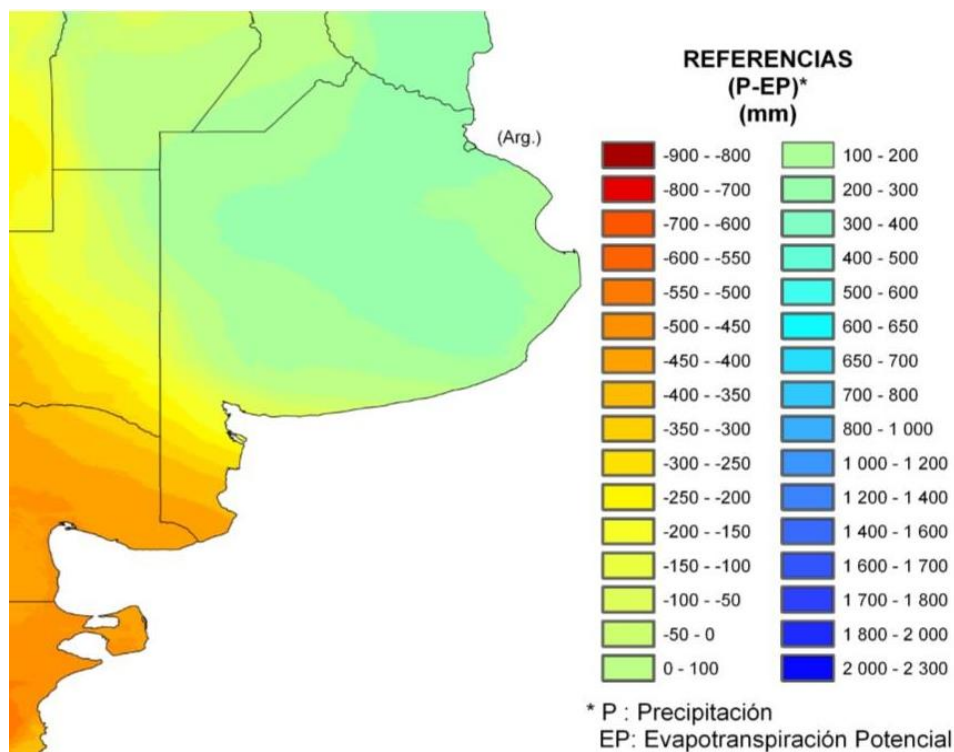 REFERENCIAS
(P-EP)*
(mm)
(Arg.)
-900 - -800
-800 - -700
-700 - -600
-600 - -550
-550 - -500
-500 - -450
-450 - -400
-400 - -350
-350 - -300
-300 - -250
-250 - -200
-200 - -150
-150 - -100
-100 - -50
-50 - 0
0 - 100
100 - 200
200 - 300
300 - 400
400 - 500
500 - 600
600 - 650
650 - 700
700 - 800
800 - 1 000
1 000 - 1 200
1 200 - 1 400
1 400 - 1 600
1 600 - 1 700
1 700 - 1 800
1 800 - 2 000
2 000 - 2 300
* P : Precipitación
EP: Evapotranspiración Potencial